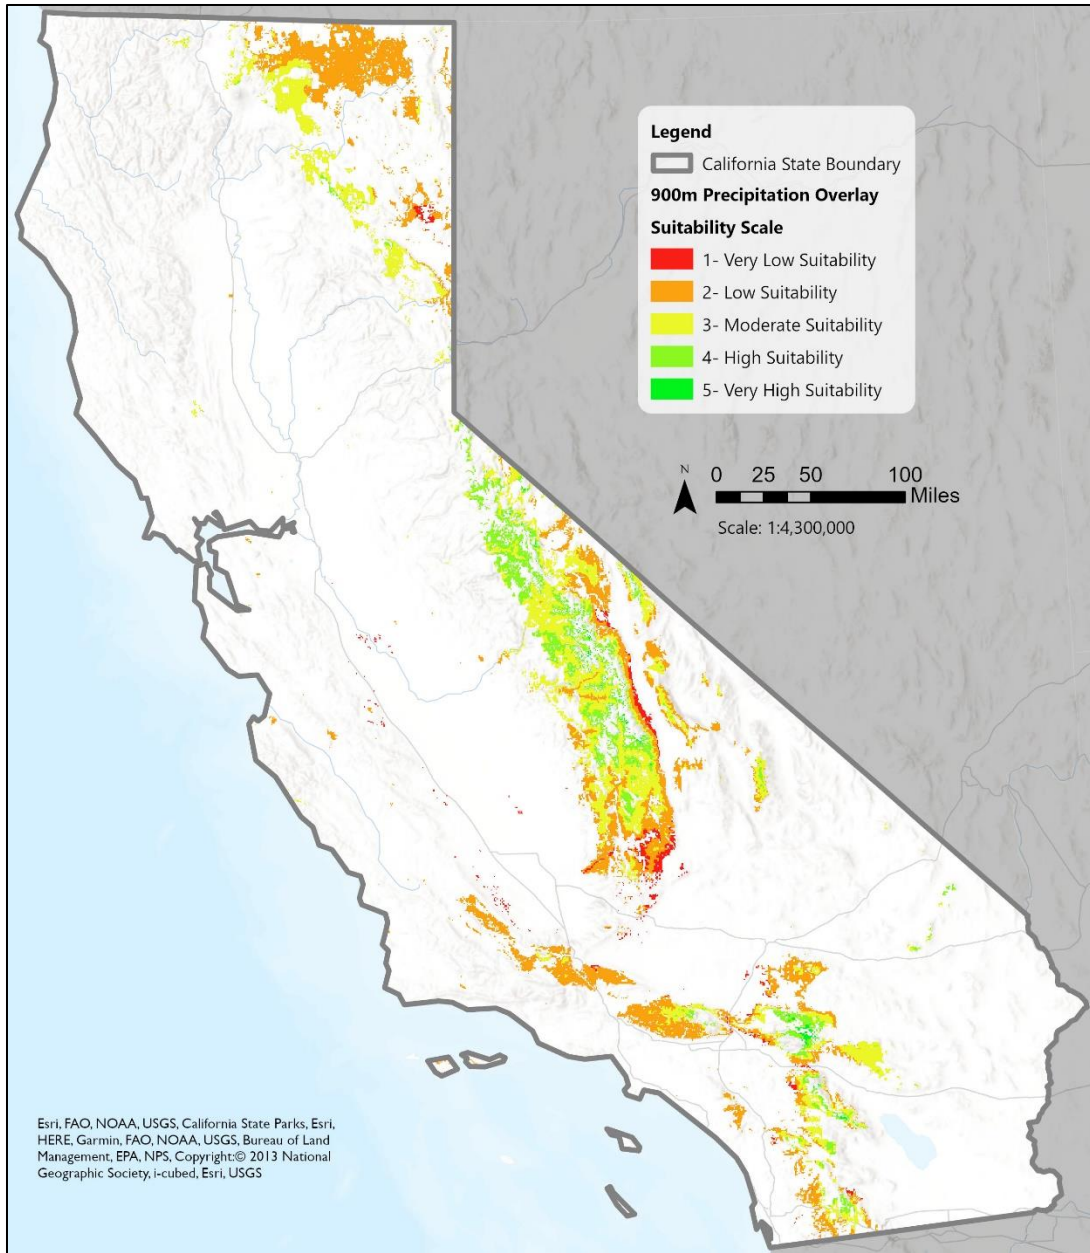 Legend
California State Boundary
900m Precipitation Overlay
Suitability Scale
1- Very Low Suitability
2- Low Suitability
3- Moderate Suitability
4- High Suitability
5- Very High Suitability
N
0 25 50 100
Miles
Scale: 1:4,300,000
Esri, FAO, NOAA, USGS, California State Parks, Esri,
HERE, Garmin, FAO, NOAA, USGS, Bureau of Land
Management, EPA, NPS, Copyright:© 2013 National
Geographic Society, i-cubed, Esri, USGS